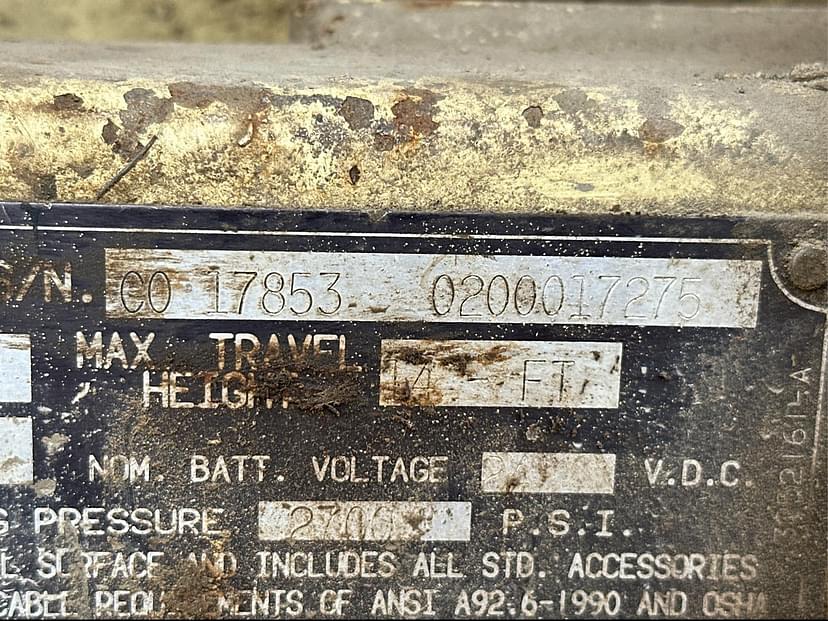 S/N. CO 17853 0200017275
MAX TRAVEL 14 - FT
HEIGHT
NOM. BATT. VOLTAGE V.D.C.
G PRESSURE P.S.I.
L SURFACE AND INCLUDES ALL STD. ACCESSORIES
CABLE REQUIREMENTS OF ANSI A92.6-1990 AND OSHA